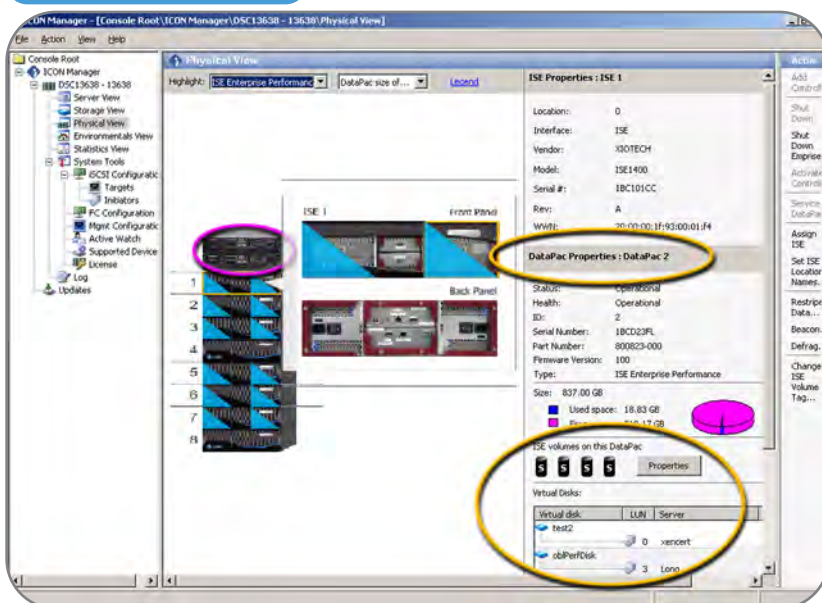 ICON Manager - [Console Root\ICON Manager\DSC13638 - 13638\Physical View]
File Action View Help
Console Root
ICON Manager
DSC13638 - 13638
Server View
Storage View
Physical View
Environmentals View
Statistics View
System Tools
iSCSI Configuratic
Targets
Initiators
FC Configuration
Mgmt Configuratic
Active Watch
Supported Device
License
Log
Updates
Physical View
Highlight: ISE Enterprise Performanc DataPac size of... Legend
ISE 1 Front Panel
Back Panel
1
2
3
4
5
6
7
8
ISE Properties : ISE 1
Location: 0
Interface: ISE
Vendor: XIOTECH
Model: ISE1400
Serial #: 1BC101CC
Rev: A
WWN: 20:00:00:1f:93:00:01:f4
DataPac Properties : DataPac 2
Status: Operational
Health: Operational
ID: 2
Serial Number: 1BCD23FL
Part Number: 800823-000
Firmware Version: 100
Type: ISE Enterprise Performance
Size: 837.00 GB
Used space: 18.83 GB
ISE volumes on this DataPac
S S S S Properties
Virtual Disks:
Virtual disk LUN Server
test2
0 xencert
oblPerfDisk
3 Long
Add
Control
Shut
Down
Shut
Down
Emprise
Activate
Control
Service
DataPa
Assign
ISE
Set ISE
Location
Names.
Restripe
Data...
Beacon.
Defrag.
Change
ISE
Volume
Tag...